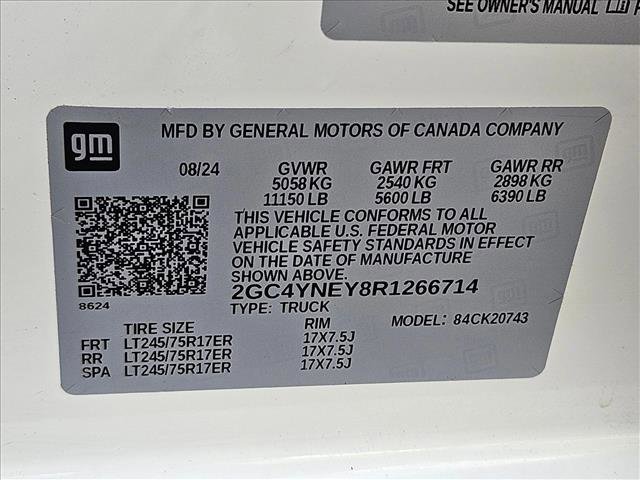 SEE OWNER'S MANUAL
gm
MFD BY GENERAL MOTORS OF CANADA COMPANY
08/24 GVWR GAWR FRT GAWR RR
5058 KG 2540 KG 2898 KG
11150 LB 5600 LB 6390 LB
THIS VEHICLE CONFORMS TO ALL
APPLICABLE U.S. FEDERAL MOTOR
VEHICLE SAFETY STANDARDS IN EFFECT
ON THE DATE OF MANUFACTURE
SHOWN ABOVE.
8624
2GC4YNEY8R1266714
TYPE: TRUCK MODEL: 84CK20743
TIRE SIZE RIM
FRT LT245/75R17ER 17X7.5J
RR LT245/75R17ER 17X7.5J
SPA LT245/75R17ER 17X7.5J